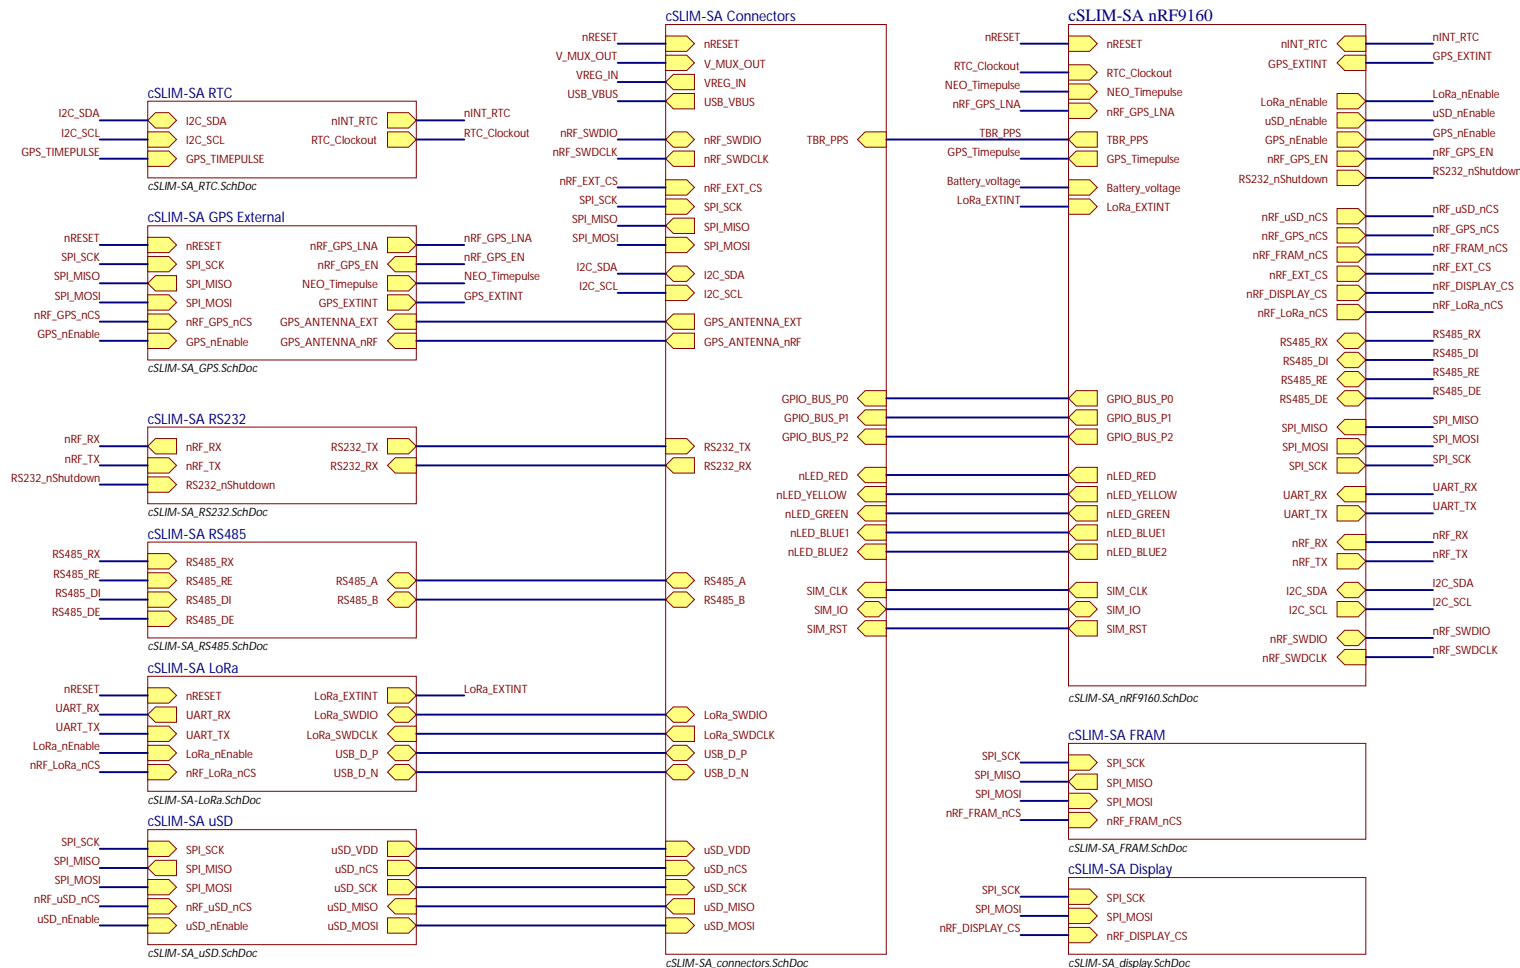 cSLIM-SA RTC
I2C_SDA I2C_SDA nINT_RTC nINT_RTC
I2C_SCL I2C_SCL RTC_Clockout RTC_Clockout
GPS_TIMEPULSE GPS_TIMEPULSE
cSLIM-SA_RTC.SchDoc
cSLIM-SA GPS External
nRESET nRESET nRF_GPS_LNA nRF_GPS_LNA
SPI_SCK SPI_SCK nRF_GPS_EN nRF_GPS_EN
SPI_MISO SPI_MISO NEO_Timepulse NEO_Timepulse
SPI_MOSI SPI_MOSI GPS_EXTINT GPS_EXTINT
nRF_GPS_nCS nRF_GPS_nCS GPS_ANTENNA_EXT
GPS_nEnable GPS_nEnable GPS_ANTENNA_nRF
cSLIM-SA_GPS.SchDoc
cSLIM-SA RS232
nRF_RX nRF_RX RS232_TX
nRF_TX nRF_TX RS232_RX
RS232_nShutdown RS232_nShutdown
cSLIM-SA_RS232.SchDoc
cSLIM-SA RS485
RS485_RX RS485_RX
RS485_RE RS485_RE RS485_A
RS485_DI RS485_DI RS485_B
RS485_DE RS485_DE
cSLIM-SA_RS485.SchDoc
cSLIM-SA LoRa
nRESET nRESET LoRa_EXTINT LoRa_EXTINT
UART_RX UART_RX LoRa_SWDIO
UART_TX UART_TX LoRa_SWDCLK
LoRa_nEnable LoRa_nEnable USB_D_P
nRF_LoRa_nCS nRF_LoRa_nCS USB_D_N
cSLIM-SA-LoRa.SchDoc
cSLIM-SA uSD
SPI_SCK SPI_SCK uSD_VDD
SPI_MISO SPI_MISO uSD_nCS
SPI_MOSI SPI_MOSI uSD_SCK
nRF_uSD_nCS nRF_uSD_nCS uSD_MISO
uSD_nEnable uSD_nEnable uSD_MOSI
cSLIM-SA_uSD.SchDoc
cSLIM-SA Connectors
nRESET nRESET
V_MUX_OUT V_MUX_OUT
VREG_IN VREG_IN
USB_VBUS USB_VBUS
nRF_SWDIO nRF_SWDIO TBR_PPS
nRF_SWDCLK nRF_SWDCLK
nRF_EXT_CS nRF_EXT_CS
SPI_SCK SPI_SCK
SPI_MISO SPI_MISO
SPI_MOSI SPI_MOSI
I2C_SDA I2C_SDA
I2C_SCL I2C_SCL
GPS_ANTENNA_EXT
GPS_ANTENNA_nRF
GPIO_BUS_P0
GPIO_BUS_P1
GPIO_BUS_P2
RS232_TX
RS232_RX
nLED_RED
nLED_YELLOW
nLED_GREEN
nLED_BLUE1
nLED_BLUE2
RS485_A SIM_CLK
RS485_B SIM_IO
SIM_RST
LoRa_SWDIO
LoRa_SWDCLK
USB_D_P
USB_D_N
uSD_VDD
uSD_nCS
uSD_SCK
uSD_MISO
uSD_MOSI
cSLIM-SA_connectors.SchDoc
cSLIM-SA nRF9160
nRESET nRESET nINT_RTC nINT_RTC
GPS_EXTINT GPS_EXTINT
RTC_Clockout RTC_Clockout
NEO_Timepulse NEO_Timepulse LoRa_nEnable LoRa_nEnable
nRF_GPS_LNA nRF_GPS_LNA uSD_nEnable uSD_nEnable
TBR_PPS TBR_PPS GPS_nEnable GPS_nEnable
GPS_Timepulse GPS_Timepulse nRF_GPS_EN nRF_GPS_EN
RS232_nShutdown RS232_nShutdown
Battery_voltage Battery_voltage
LoRa_EXTINT LoRa_EXTINT
nRF_uSD_nCS nRF_uSD_nCS
nRF_GPS_nCS nRF_GPS_nCS
nRF_FRAM_nCS nRF_FRAM_nCS
nRF_EXT_CS nRF_EXT_CS
nRF_DISPLAY_CS nRF_DISPLAY_CS
nRF_LoRa_nCS nRF_LoRa_nCS
RS485_RX RS485_RX
RS485_DI RS485_DI
RS485_RE RS485_RE
GPIO_BUS_P0 RS485_DE RS485_DE
GPIO_BUS_P1
GPIO_BUS_P2
SPI_MISO SPI_MISO
SPI_MOSI SPI_MOSI
SPI_SCK SPI_SCK
nLED_RED
nLED_YELLOW UART_RX UART_RX
nLED_GREEN UART_TX UART_TX
nLED_BLUE1 nRF_RX nRF_RX
nLED_BLUE2 nRF_TX nRF_TX
SIM_CLK I2C_SDA I2C_SDA
SIM_IO I2C_SCL I2C_SCL
SIM_RST
nRF_SWDIO nRF_SWDIO
nRF_SWDCLK nRF_SWDCLK
cSLIM-SA_nRF9160.SchDoc
cSLIM-SA FRAM
SPI_SCK SPI_SCK
SPI_MISO SPI_MISO
SPI_MOSI SPI_MOSI
nRF_FRAM_nCS nRF_FRAM_nCS
cSLIM-SA_FRAM.SchDoc
cSLIM-SA Display
SPI_SCK SPI_SCK
SPI_MOSI SPI_MOSI
nRF_DISPLAY_CS nRF_DISPLAY_CS
cSLIM-SA_display.SchDoc